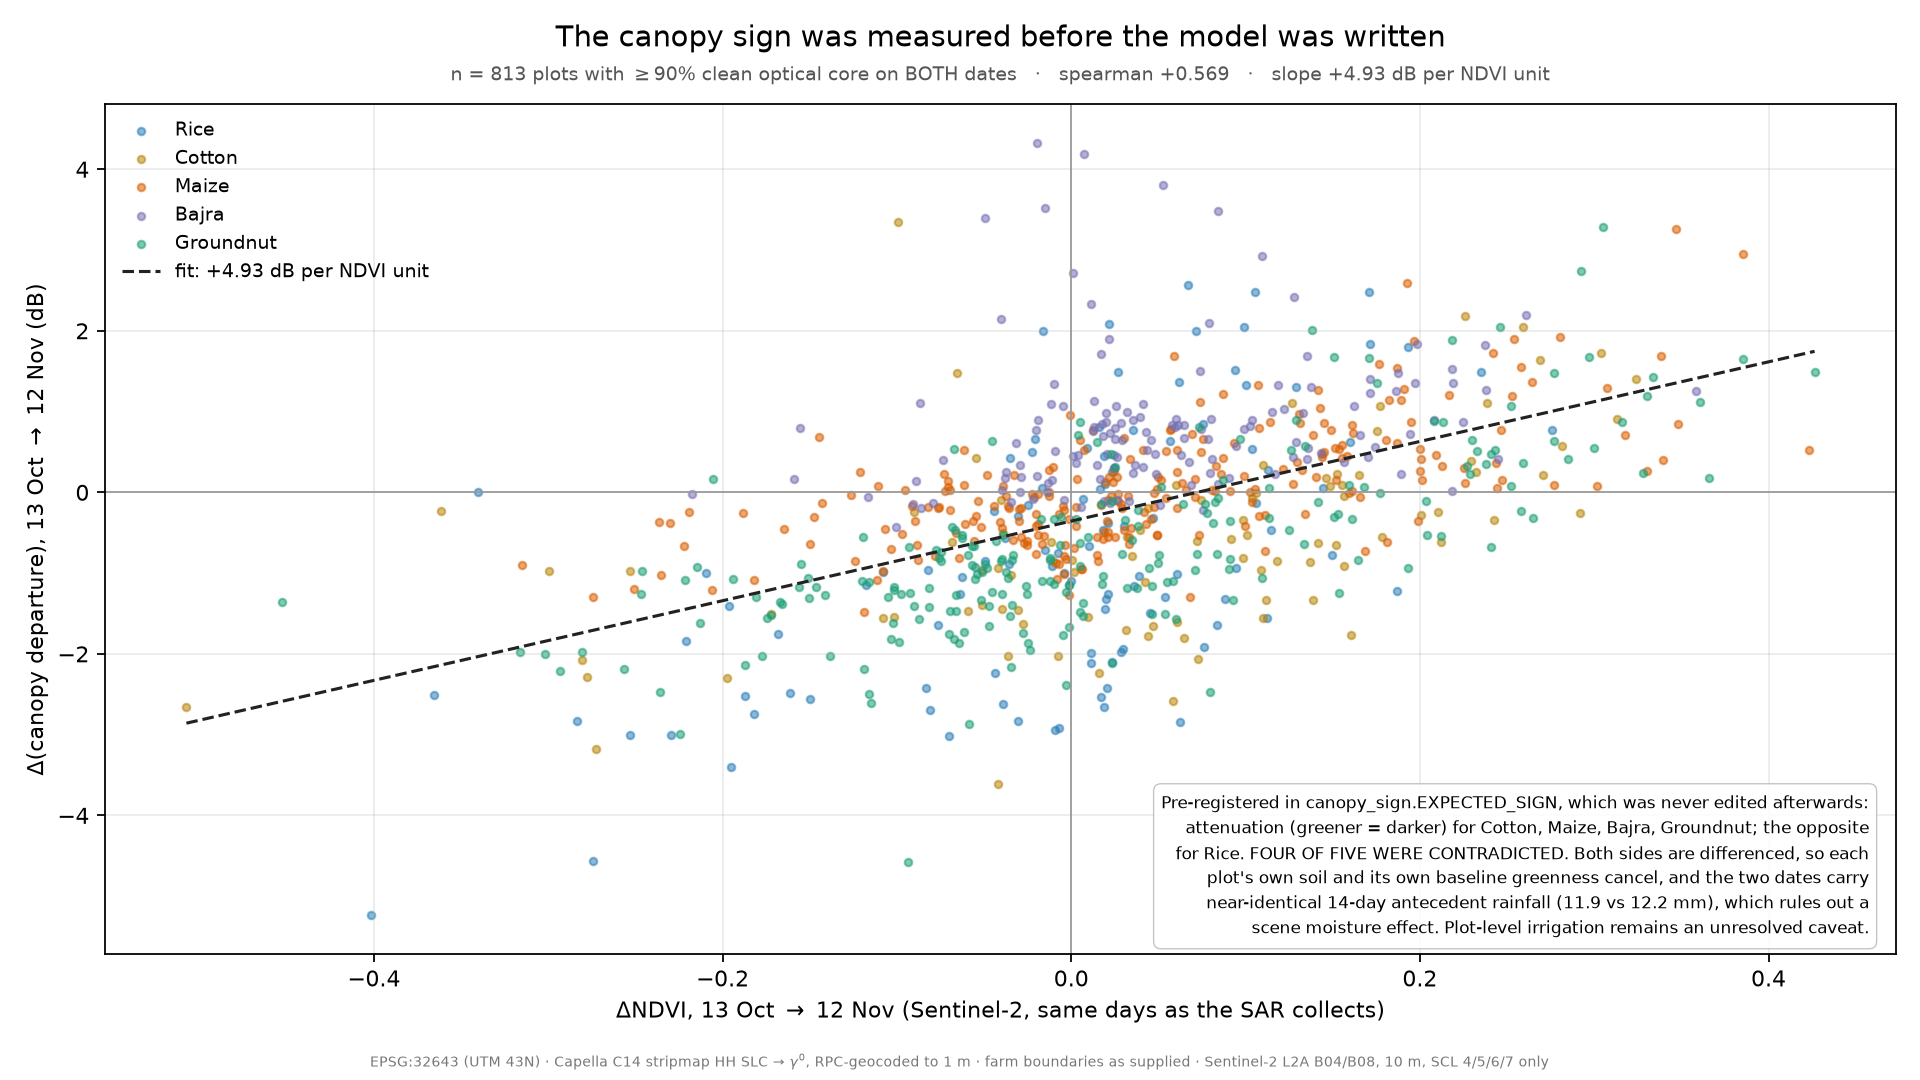 The canopy sign was measured before the model was written
n = 813 plots with ≥90% clean optical core on BOTH dates · spearman +0.569 · slope +4.93 dB per NDVI unit
Rice
Cotton
Maize
Bajra
Groundnut
fit: +4.93 dB per NDVI unit
Δ(canopy departure), 13 Oct → 12 Nov (dB)
4
2
0
−2
−4
Pre-registered in canopy_sign.EXPECTED_SIGN, which was never edited afterwards:
attenuation (greener = darker) for Cotton, Maize, Bajra, Groundnut; the opposite
for Rice. FOUR OF FIVE WERE CONTRADICTED. Both sides are differenced, so each
plot's own soil and its own baseline greenness cancel, and the two dates carry
near-identical 14-day antecedent rainfall (11.9 vs 12.2 mm), which rules out a
scene moisture effect. Plot-level irrigation remains an unresolved caveat.
−0.4 −0.2 0.0 0.2 0.4
ΔNDVI, 13 Oct → 12 Nov (Sentinel-2, same days as the SAR collects)
EPSG:32643 (UTM 43N) · Capella C14 stripmap HH SLC → γ⁰, RPC-geocoded to 1 m · farm boundaries as supplied · Sentinel-2 L2A B04/B08, 10 m, SCL 4/5/6/7 only